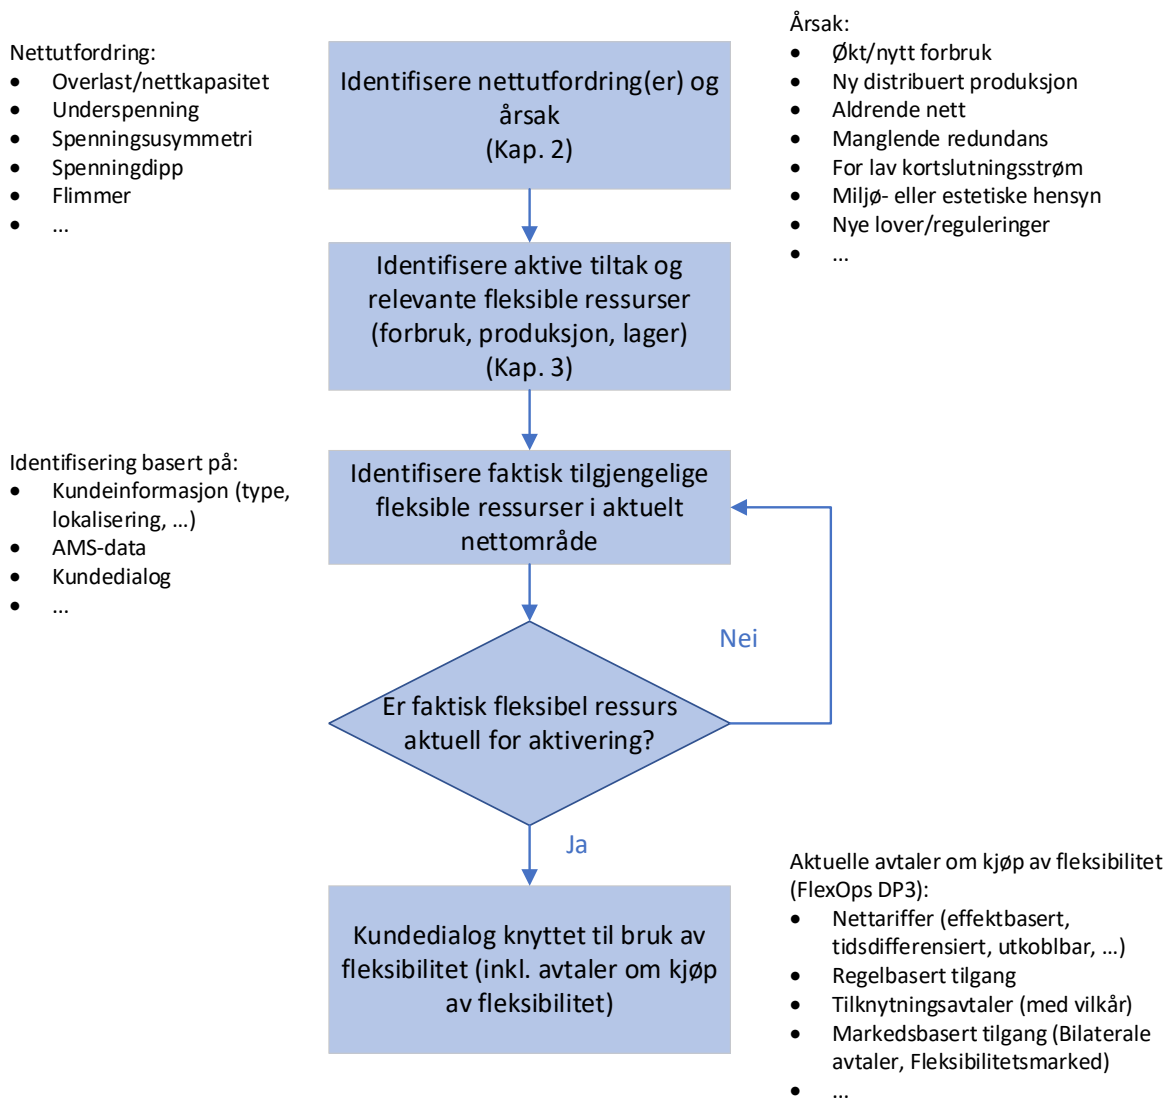 Nettutfordring:
• Overlast/nettkapasitet
• Underspenning
• Spenningsusymmetri
• Spenningdipp
• Flimmer
• ...
Identifisere nettutfordring(er) og
årsak
(Kap. 2)
Årsak:
• Økt/nytt forbruk
• Ny distribuert produksjon
• Aldrende nett
• Manglende redundans
• For lav kortslutningsstrøm
• Miljø- eller estetiske hensyn
• Nye lover/reguleringer
• ...
Identifisere aktive tiltak og
relevante fleksible ressurser
(forbruk, produksjon, lager)
(Kap. 3)
Identifisering basert på:
• Kundeinformasjon (type,
lokalisering, ...)
• AMS-data
• Kundedialog
• ...
Identifisere faktisk tilgjengelige
fleksible ressurser i aktuelt
nettområde
Nei
Er faktisk fleksibel ressurs
aktuell for aktivering?
Ja
Kundedialog knyttet til bruk av
fleksibilitet (inkl. avtaler om kjøp
av fleksibilitet)
Aktuelle avtaler om kjøp av fleksibilitet
(FlexOps DP3):
• Nettariffer (effektbasert,
tidsdifferensiert, utkoblbar, ...)
• Regelbasert tilgang
• Tilknytningsavtaler (med vilkår)
• Markedsbasert tilgang (Bilaterale
avtaler, Fleksibilitetsmarked)
• ...